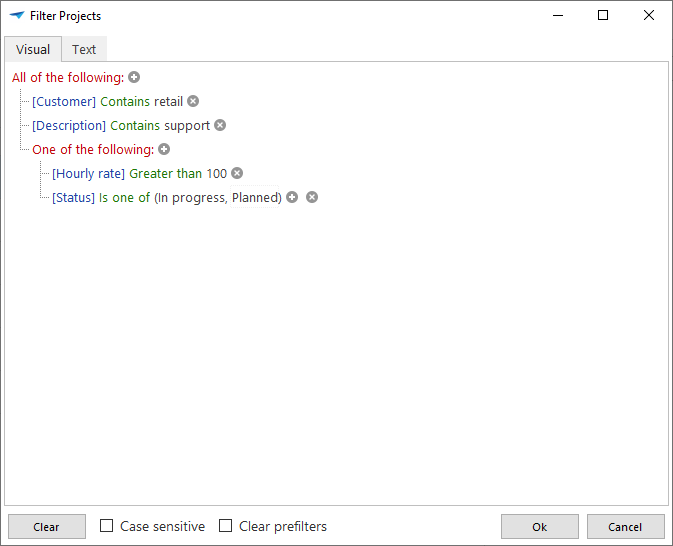 Filter Projects
Visual
Text
All of the following:
[Customer] Contains retail
[Description] Contains support
One of the following:
[Hourly rate] Greater than 100
[Status] Is one of (In progress, Planned)
Clear
Case sensitive
Clear prefilters
Ok
Cancel